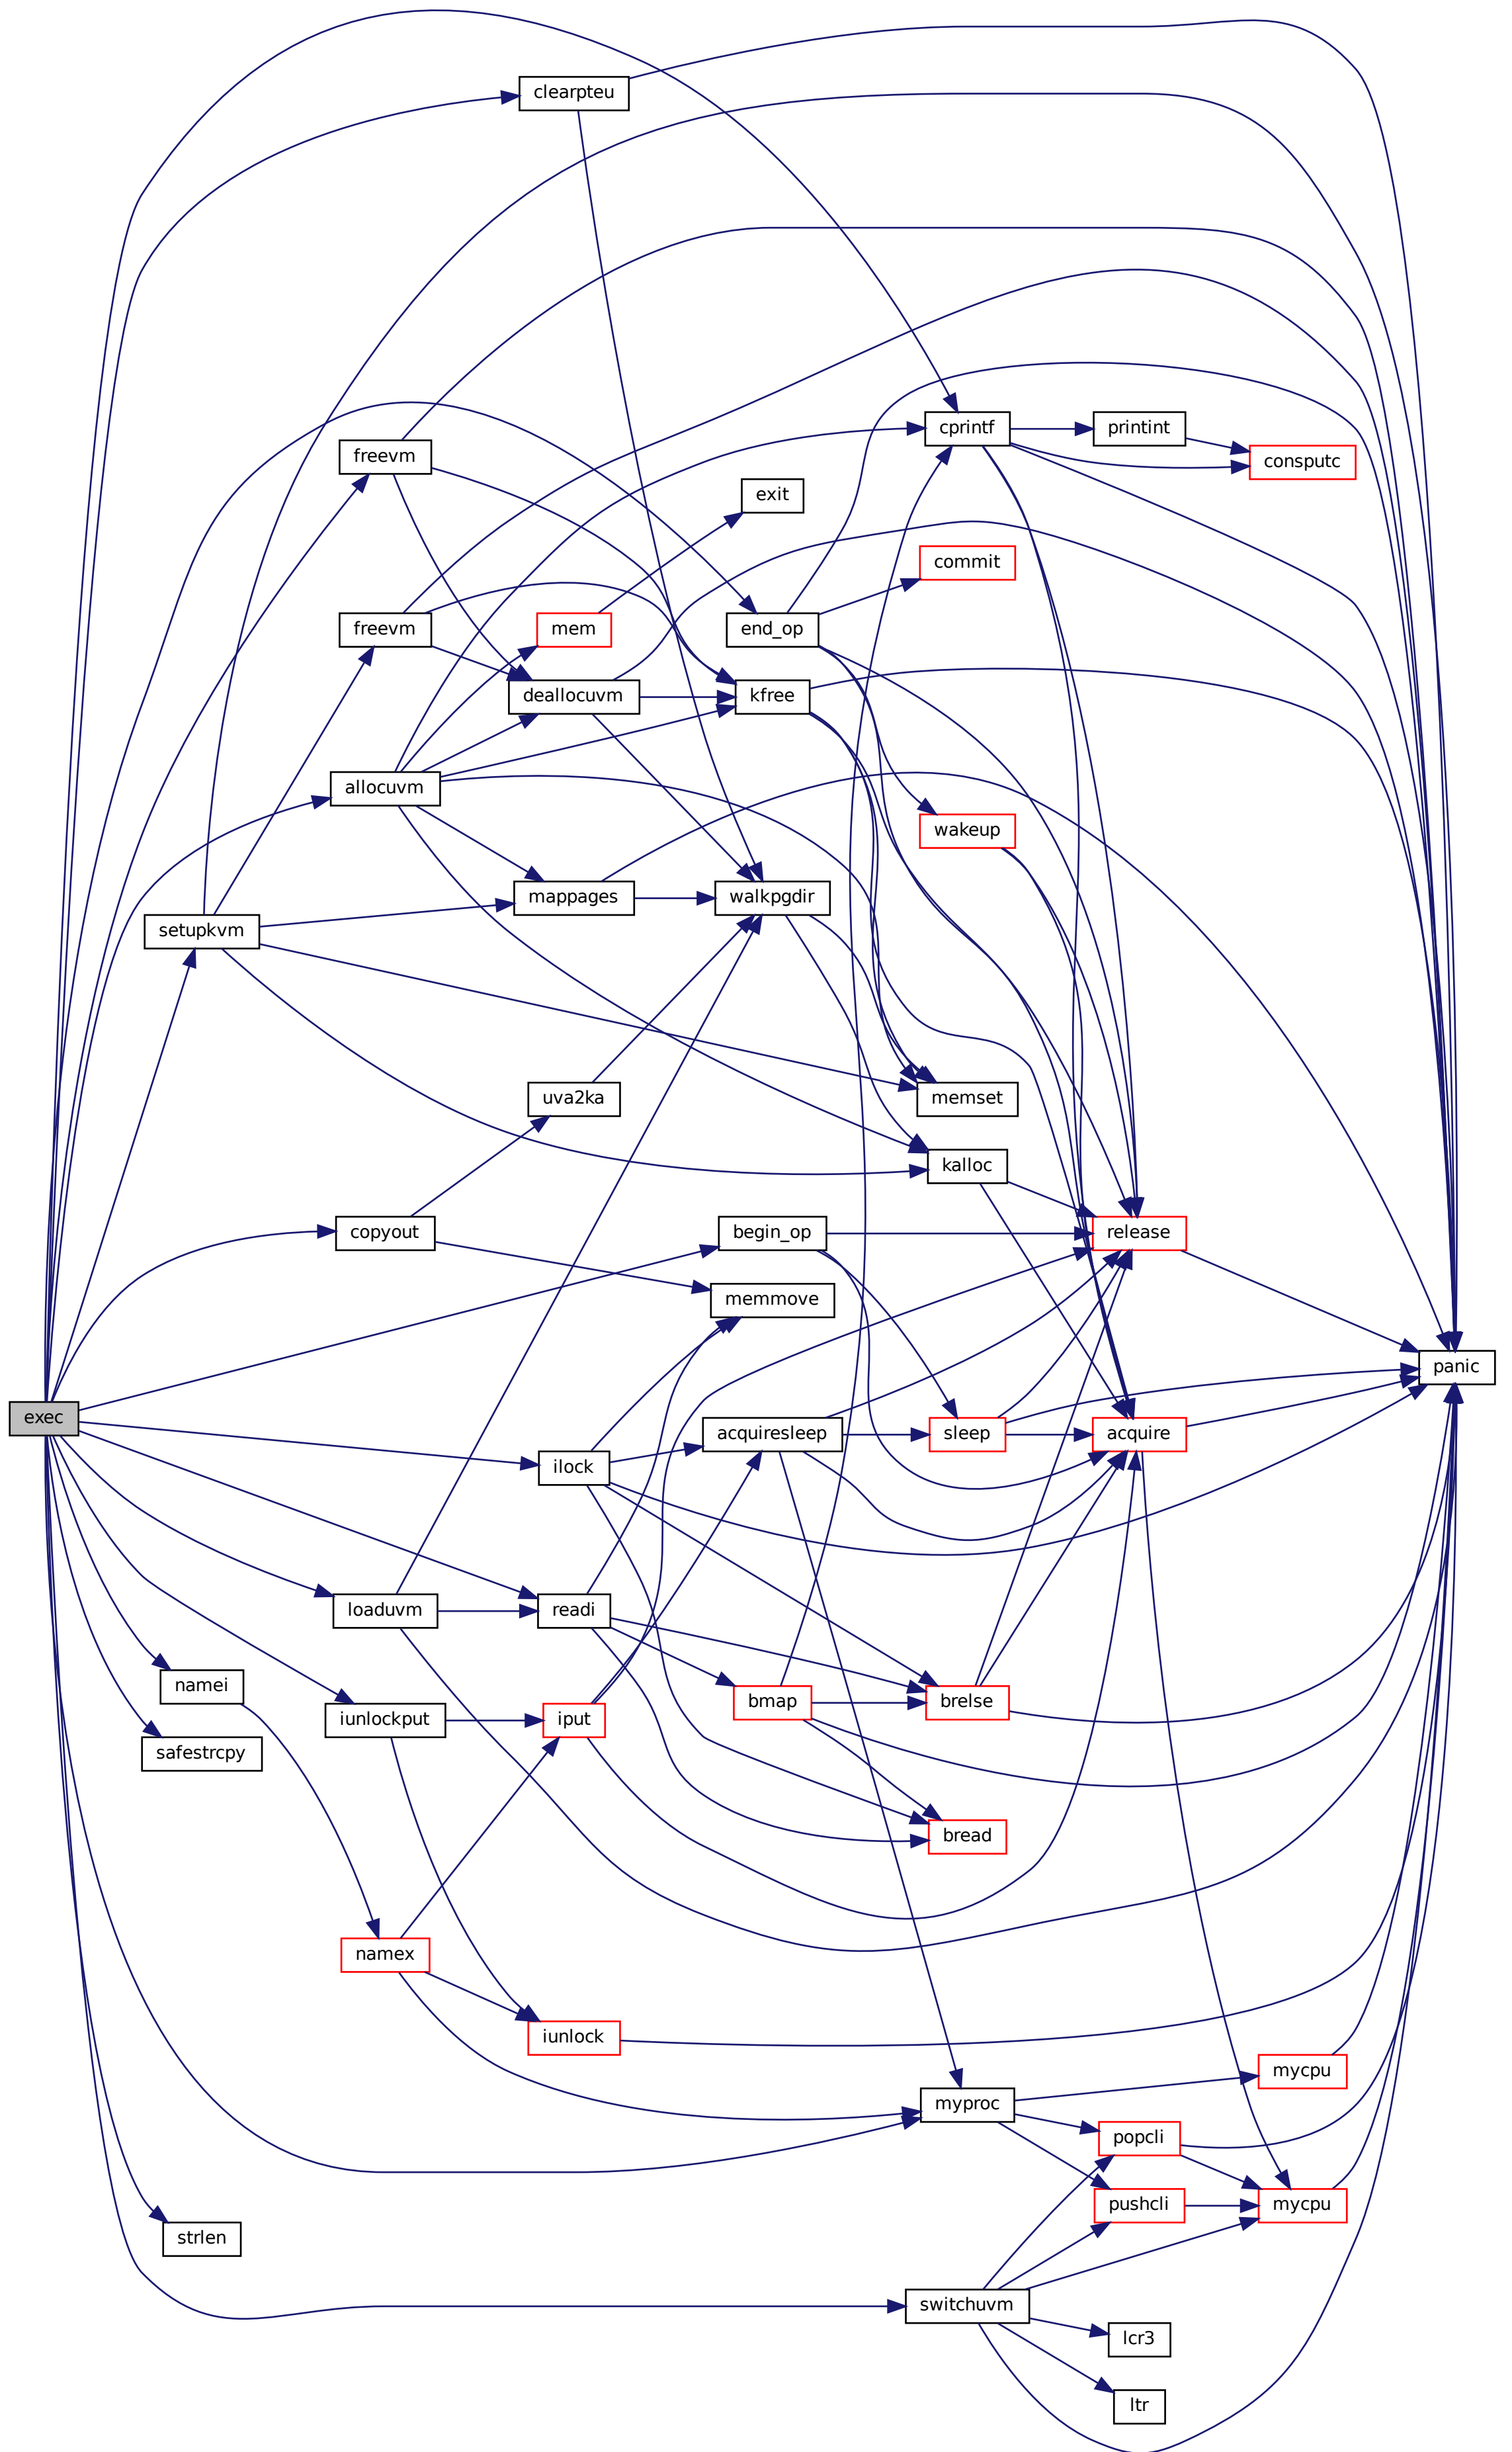 clearpteu
cprintf
printint
freevm
consputc
exit
commit
freevm
mem
end_op
deallocuvm
kfree
allocuvm
wakeup
mappages
walkpgdir
setupkvm
uva2ka
memset
kalloc
copyout
begin_op
release
memmove
panic
exec
acquiresleep
sleep
acquire
ilock
loaduvm
readi
namei
bmap
brelse
iunlockput
iput
safestrcpy
bread
namex
iunlock
mycpu
myproc
popcli
pushcli
mycpu
strlen
switchuvm
lcr3
ltr